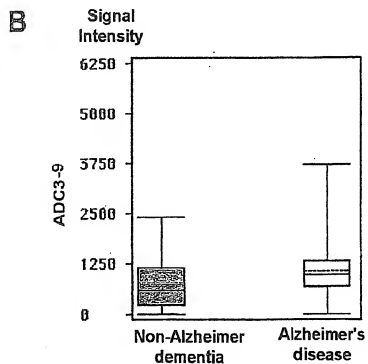 B
Signal
Intensity
6250
5000
3750
2500
1250
0
ADC3-9
Non-Alzheimer
dementia
Alzheimer's
disease